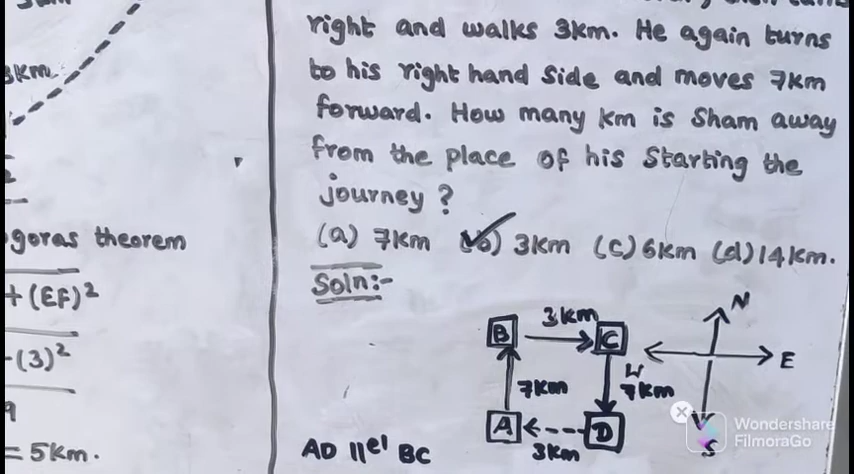 3km
goras theorem
+ (EF)²
-(3)²
9
= 5km.
right and walks 3km. He again turns
to his right hand side and moves 7km
forward. How many km is Sham away
from the place of his Starting the
journey ?
(a) 7km (b) 3km (c) 6km (d) 14km.
Soln:-
3km
B C
N
W E
7km 7km
A D
3km
S
AD ||el BC
Wondershare
FilmoraGo